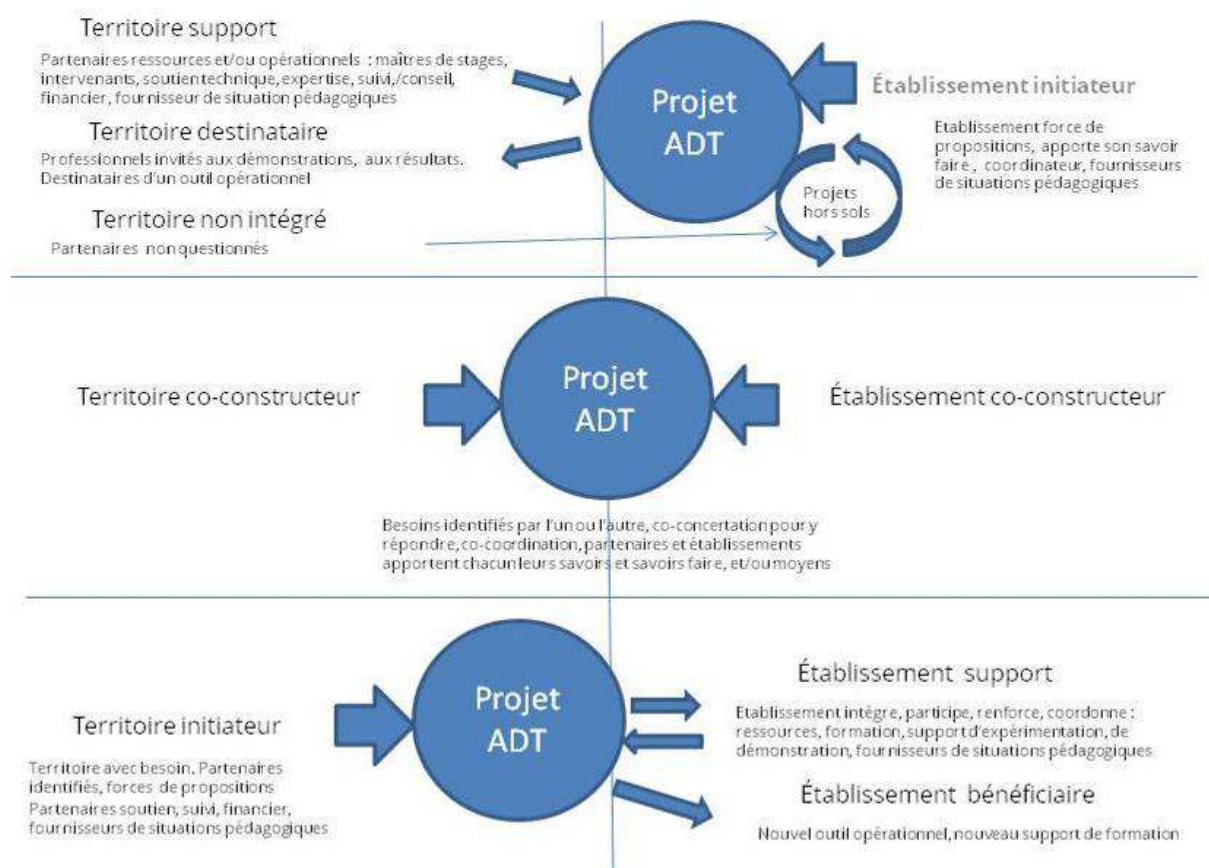 Territoire support
Partenaires ressources et/ou opérationnels : maîtres de stages,
intervenants, soutien technique, expertise, suivi,/conseil,
financier, fournisseur de situation pédagogiques
Territoire destinataire
Professionnels invités aux démonstrations, aux résultats.
Destinataires d'un outil opérationnel
Territoire non intégré
Partenaires non questionnés
Projet
ADT
Établissement initiateur
Etablissement force de
propositions, apporte son savoir
faire , coordinateur, fournisseurs
de situations pédagogiques
Projets
hors sols
Territoire co-constructeur
Projet
ADT
Établissement co-constructeur
Besoins identifiés par l'un ou l'autre, co-concertation pour y
répondre, co-coordination, partenaires et établissements
apportent chacun leurs savoirs et savoirs faire, et/ou moyens
Territoire initiateur
Territoire avec besoin. Partenaires
identifiés, forces de propositions
Partenaires soutien, suivi, financier,
fournisseurs de situations pédagogiques
Projet
ADT
Établissement support
Etablissement intègre, participe, renforce, coordonne :
ressources, formation, support d'expérimentation, de
démonstration, fournisseurs de situations pédagogiques
Établissement bénéficiaire
Nouvel outil opérationnel, nouveau support de formation